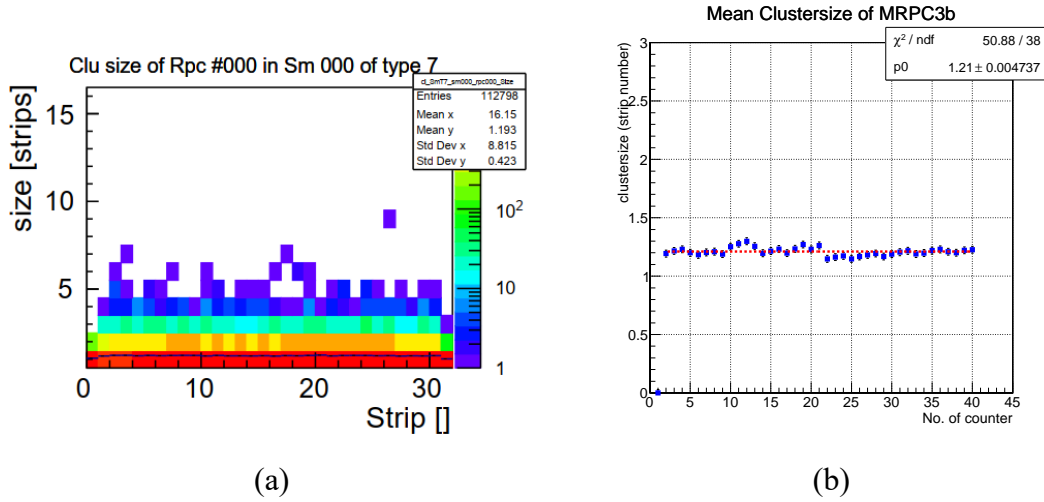 Clu size of Rpc #000 in Sm 000 of type 7
cl_SmT7_sm000_rpc000_Size
Entries 112798
Mean x 16.15
Mean y 1.193
Std Dev x 8.815
Std Dev y 0.423
size [strips]
15
10
5
10²
10
1
0 10 20 30
Strip []
(a)
Mean Clustersize of MRPC3b
χ² / ndf 50.88 / 38
p0 1.21 ± 0.004737
clustersize (strip number)
3
2.5
2
1.5
1
0.5
0
0 5 10 15 20 25 30 35 40 45
No. of counter
(b)